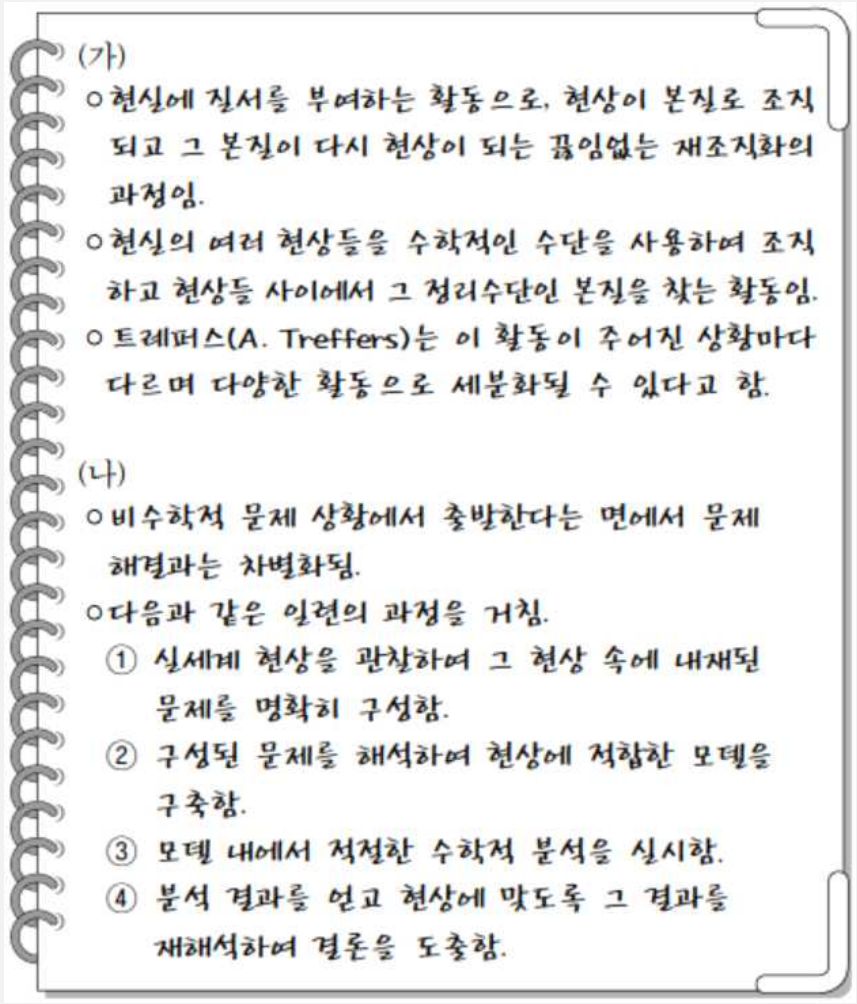 (가)
○ 현실에 질서를 부여하는 활동으로, 현상이 본질로 조직
되고 그 본질이 다시 현상이 되는 끊임없는 재조직화의
과정임.
○ 현실의 여러 현상들을 수학적인 수단을 사용하여 조직
하고 현상들 사이에서 그 정리수단인 본질을 찾는 활동임.
○ 트레퍼스(A. Treffers)는 이 활동이 주어진 상황마다
다르며 다양한 활동으로 세분화될 수 있다고 함.
(나)
○ 비수학적 문제 상황에서 출발한다는 면에서 문제
해결과는 차별화됨.
○ 다음과 같은 일련의 과정을 거침.
① 실세계 현상을 관찰하여 그 현상 속에 내재된
문제를 명확히 구성함.
② 구성된 문제를 해석하여 현상에 적합한 모델을
구축함.
③ 모델 내에서 적절한 수학적 분석을 실시함.
④ 분석 결과를 얻고 현상에 맞도록 그 결과를
재해석하여 결론을 도출함.